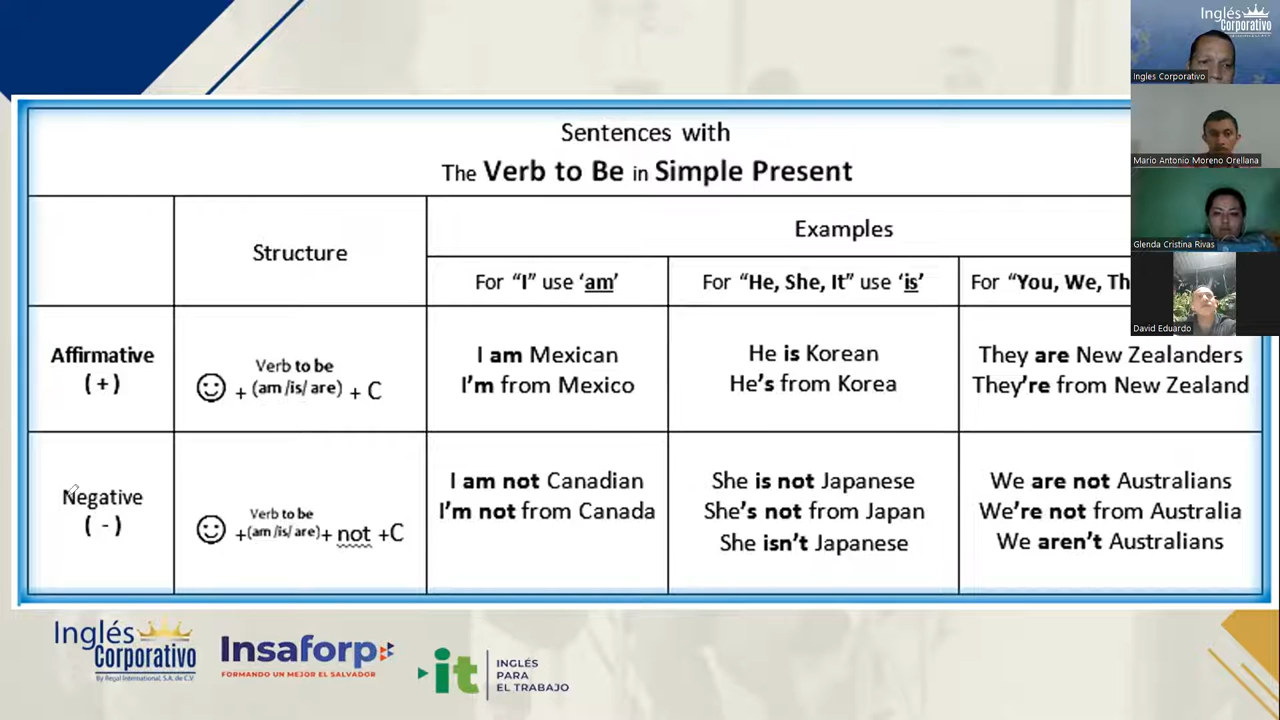 Sentences with
The Verb to Be in Simple Present
Structure
Examples
For "I" use 'am'
For "He, She, It" use 'is'
For "You, We, Th
Affirmative
( + )
Verb to be
+ (am /is/ are) + C
I am Mexican
I'm from Mexico
He is Korean
He's from Korea
They are New Zealanders
They're from New Zealand
Negative
( - )
Verb to be
+(am/is/ are)+ not +C
I am not Canadian
I'm not from Canada
She is not Japanese
She's not from Japan
She isn't Japanese
We are not Australians
We're not from Australia
We aren't Australians
Inglés
Corporativo
By Regal International, S.A. de C.V
Insaforp
FORMANDO UN MEJOR EL SALVADOR
it
INGLÉS
PARA
EL TRABAJO
Inglés
Corporativo
Ingles Corporativo
Mario Antonio Moreno Orellana
Glenda Cristina Rivas
David Eduardo